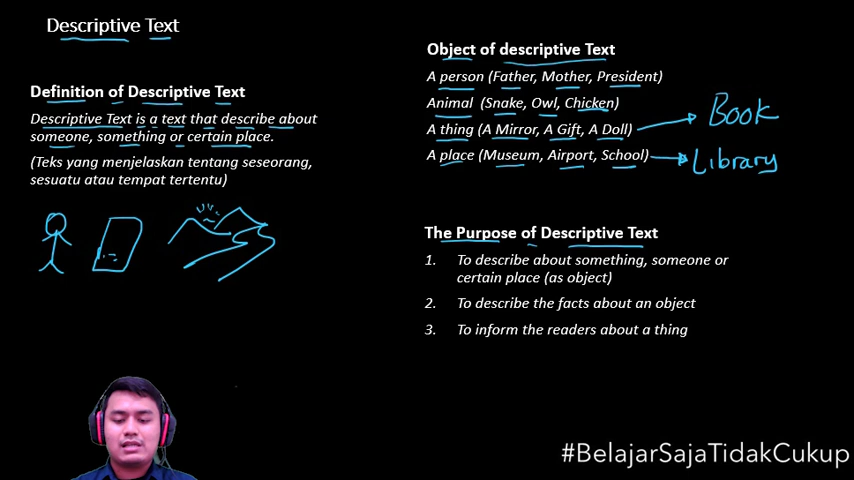 Descriptive Text
Definition of Descriptive Text
Descriptive Text is a text that describe about
someone, something or certain place.
(Teks yang menjelaskan tentang seseorang,
sesuatu atau tempat tertentu)
Object of descriptive Text
A person (Father, Mother, President)
Animal (Snake, Owl, Chicken)
A thing (A Mirror, A Gift, A Doll)
Book
A place (Museum, Airport, School)
Library
The Purpose of Descriptive Text
1. To describe about something, someone or
certain place (as object)
2. To describe the facts about an object
3. To inform the readers about a thing
#BelajarSajaTidakCukup